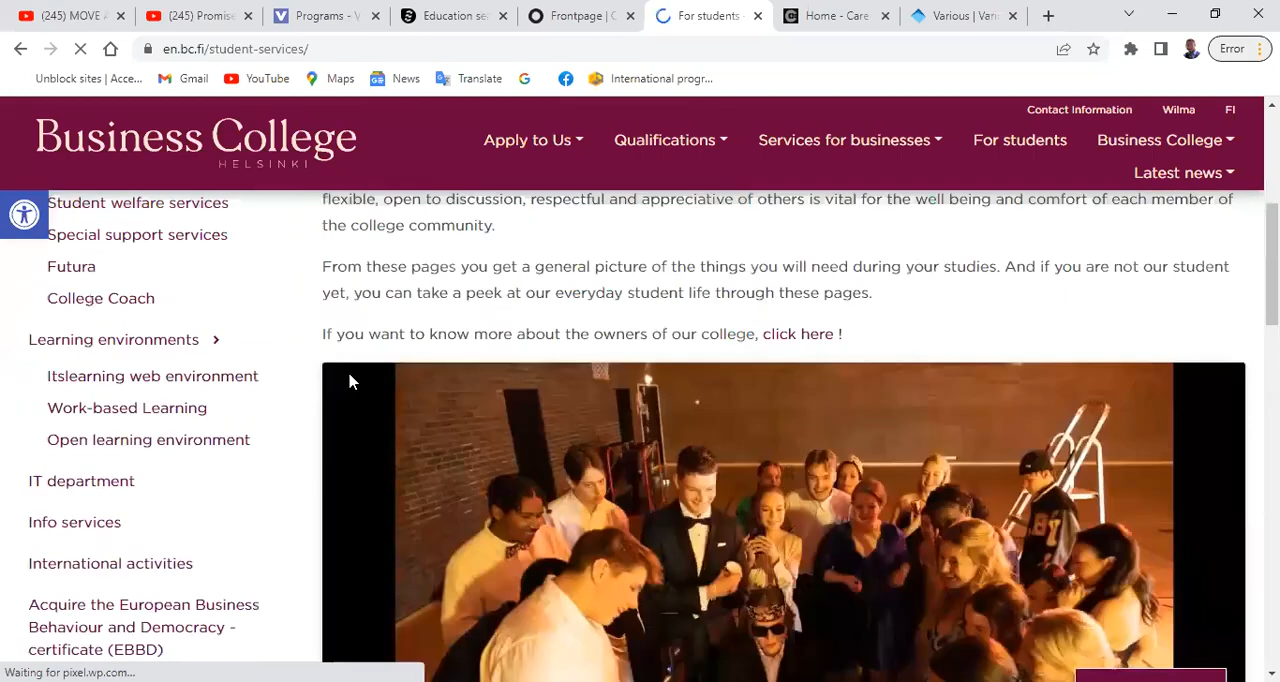 (245) MOVE
(245) Promise
Programs - V
Education se
Frontpage | C
For students
Home - Care
Various | Vari
en.bc.fi/student-services/
Error
Unblock sites | Acce...
Gmail
YouTube
Maps
News
Translate
International progr...
Contact Information
Wilma
FI
Business College
HELSINKI
Apply to Us
Qualifications
Services for businesses
For students
Business College
Latest news
Student welfare services
Special support services
Futura
College Coach
Learning environments
Itslearning web environment
Work-based Learning
Open learning environment
IT department
Info services
International activities
Acquire the European Business
Behaviour and Democracy -
certificate (EBBD)
flexible, open to discussion, respectful and appreciative of others is vital for the well being and comfort of each member of
the college community.
From these pages you get a general picture of the things you will need during your studies. And if you are not our student
yet, you can take a peek at our everyday student life through these pages.
If you want to know more about the owners of our college, click here !
Waiting for pixel.wp.com...